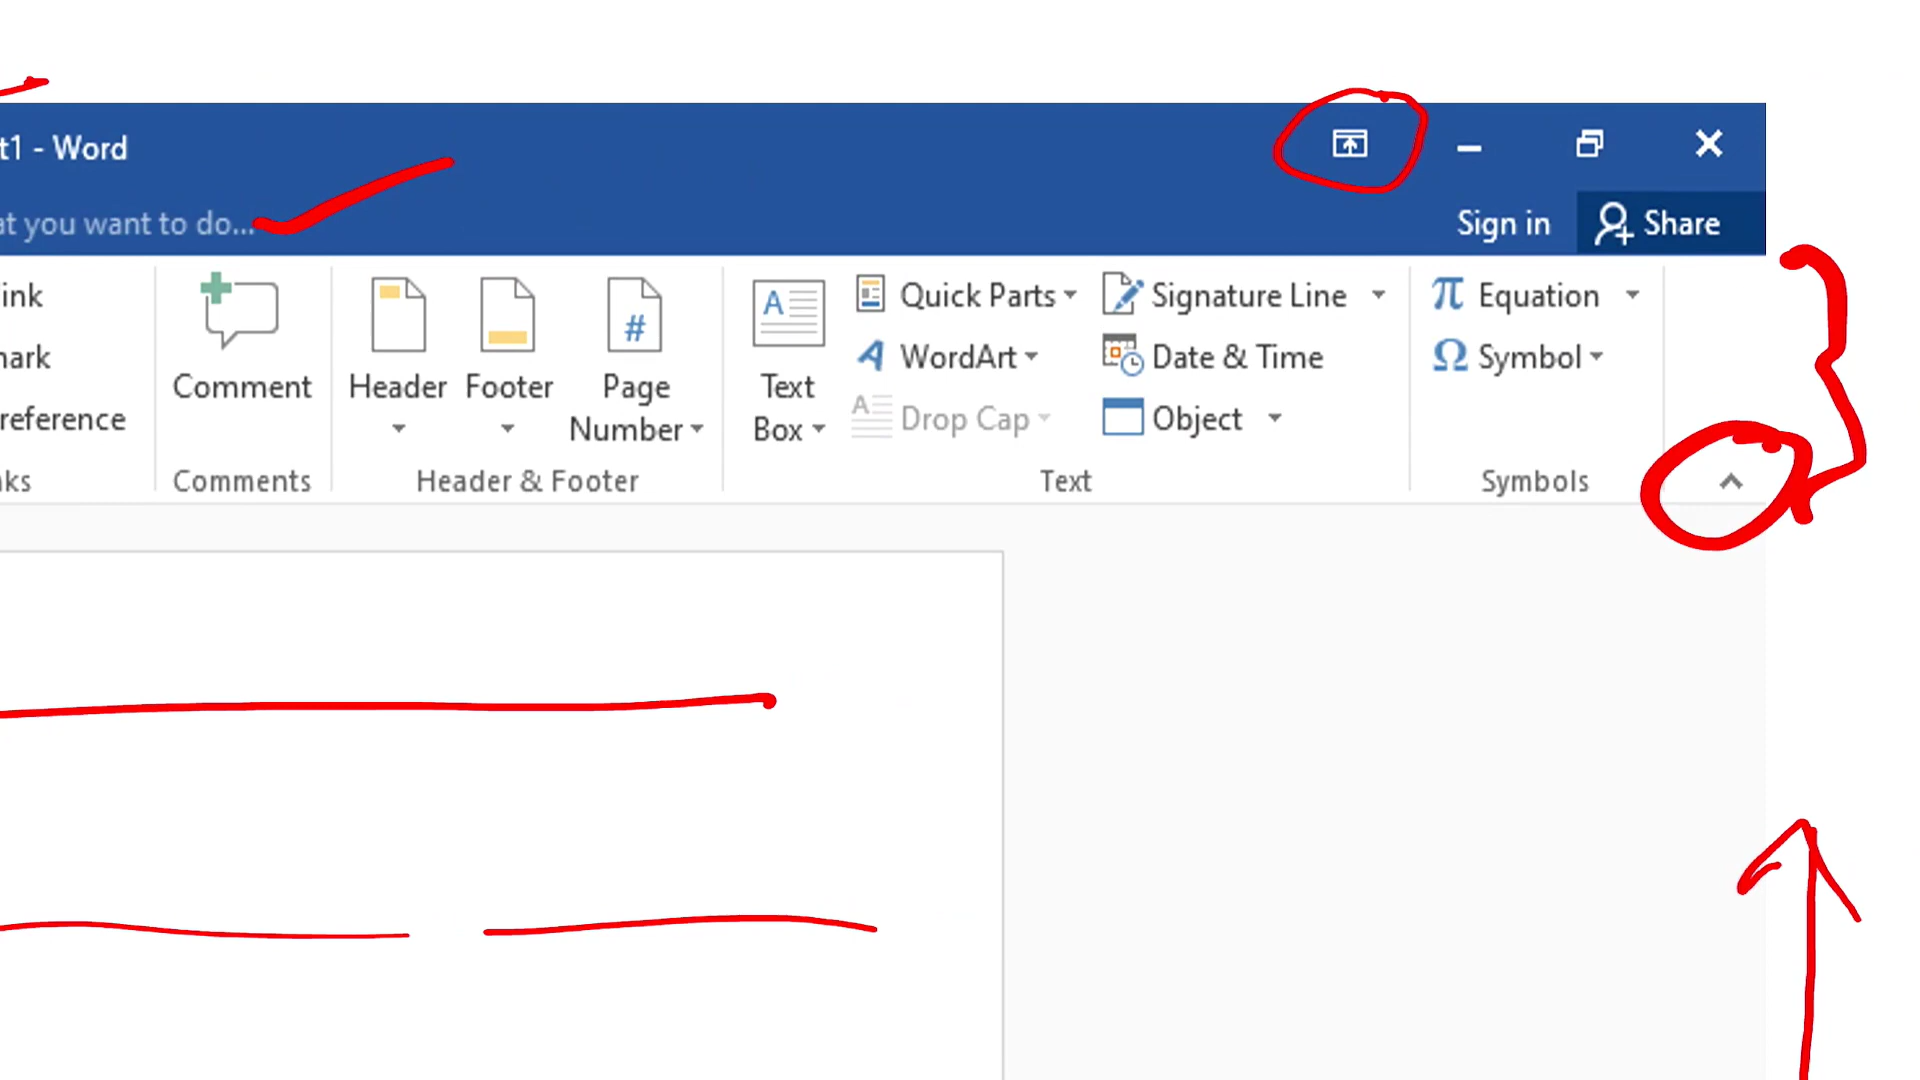 t1 - Word
at you want to do...
Sign in
Share
ink
Comment
Header
Footer
Page
Number
Text
Box
Quick Parts
Signature Line
Equation
WordArt
Date & Time
Symbol
Drop Cap
Object
reference
ark
ks
Comments
Header & Footer
Text
Symbols